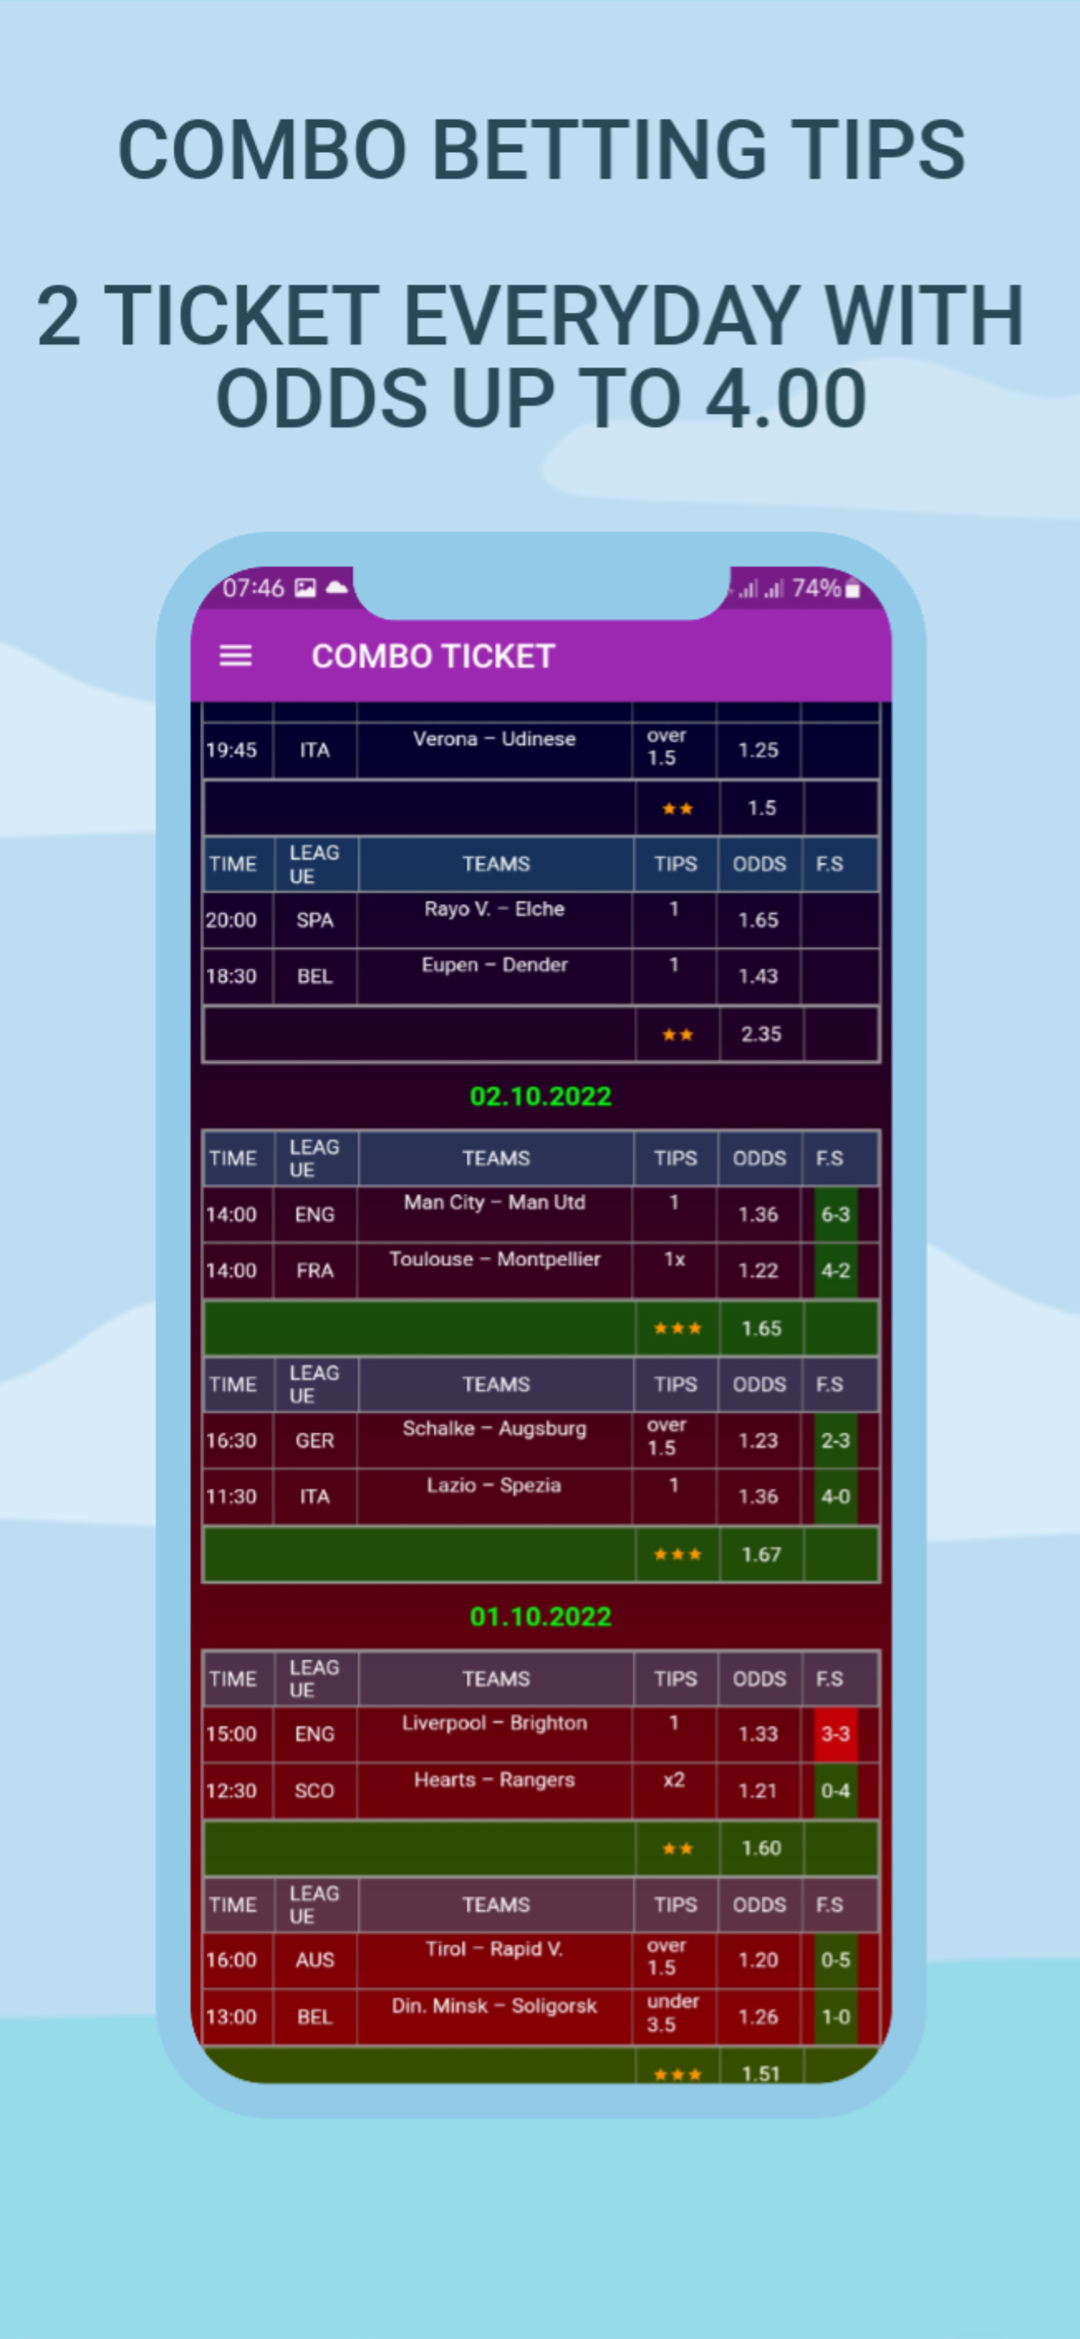 COMBO BETTING TIPS
2 TICKET EVERYDAY WITH
ODDS UP TO 4.00
07:46 74%
COMBO TICKET
19:45 ITA Verona – Udinese over 1.5 1.25
★★ 1.5
TIME LEAGUE TEAMS TIPS ODDS F.S
20:00 SPA Rayo V. – Elche 1 1.65
18:30 BEL Eupen – Dender 1 1.43
★★ 2.35
02.10.2022
TIME LEAGUE TEAMS TIPS ODDS F.S
14:00 ENG Man City – Man Utd 1 1.36 6-3
14:00 FRA Toulouse – Montpellier 1x 1.22 4-2
★★★ 1.65
TIME LEAGUE TEAMS TIPS ODDS F.S
16:30 GER Schalke – Augsburg over 1.5 1.23 2-3
11:30 ITA Lazio – Spezia 1 1.36 4-0
★★★ 1.67
01.10.2022
TIME LEAGUE TEAMS TIPS ODDS F.S
15:00 ENG Liverpool – Brighton 1 1.33 3-3
12:30 SCO Hearts – Rangers x2 1.21 0-4
★★ 1.60
TIME LEAGUE TEAMS TIPS ODDS F.S
16:00 AUS Tirol – Rapid V. over 1.5 1.20 0-5
13:00 BEL Din. Minsk – Soligorsk under 3.5 1.26 1-0
★★★ 1.51